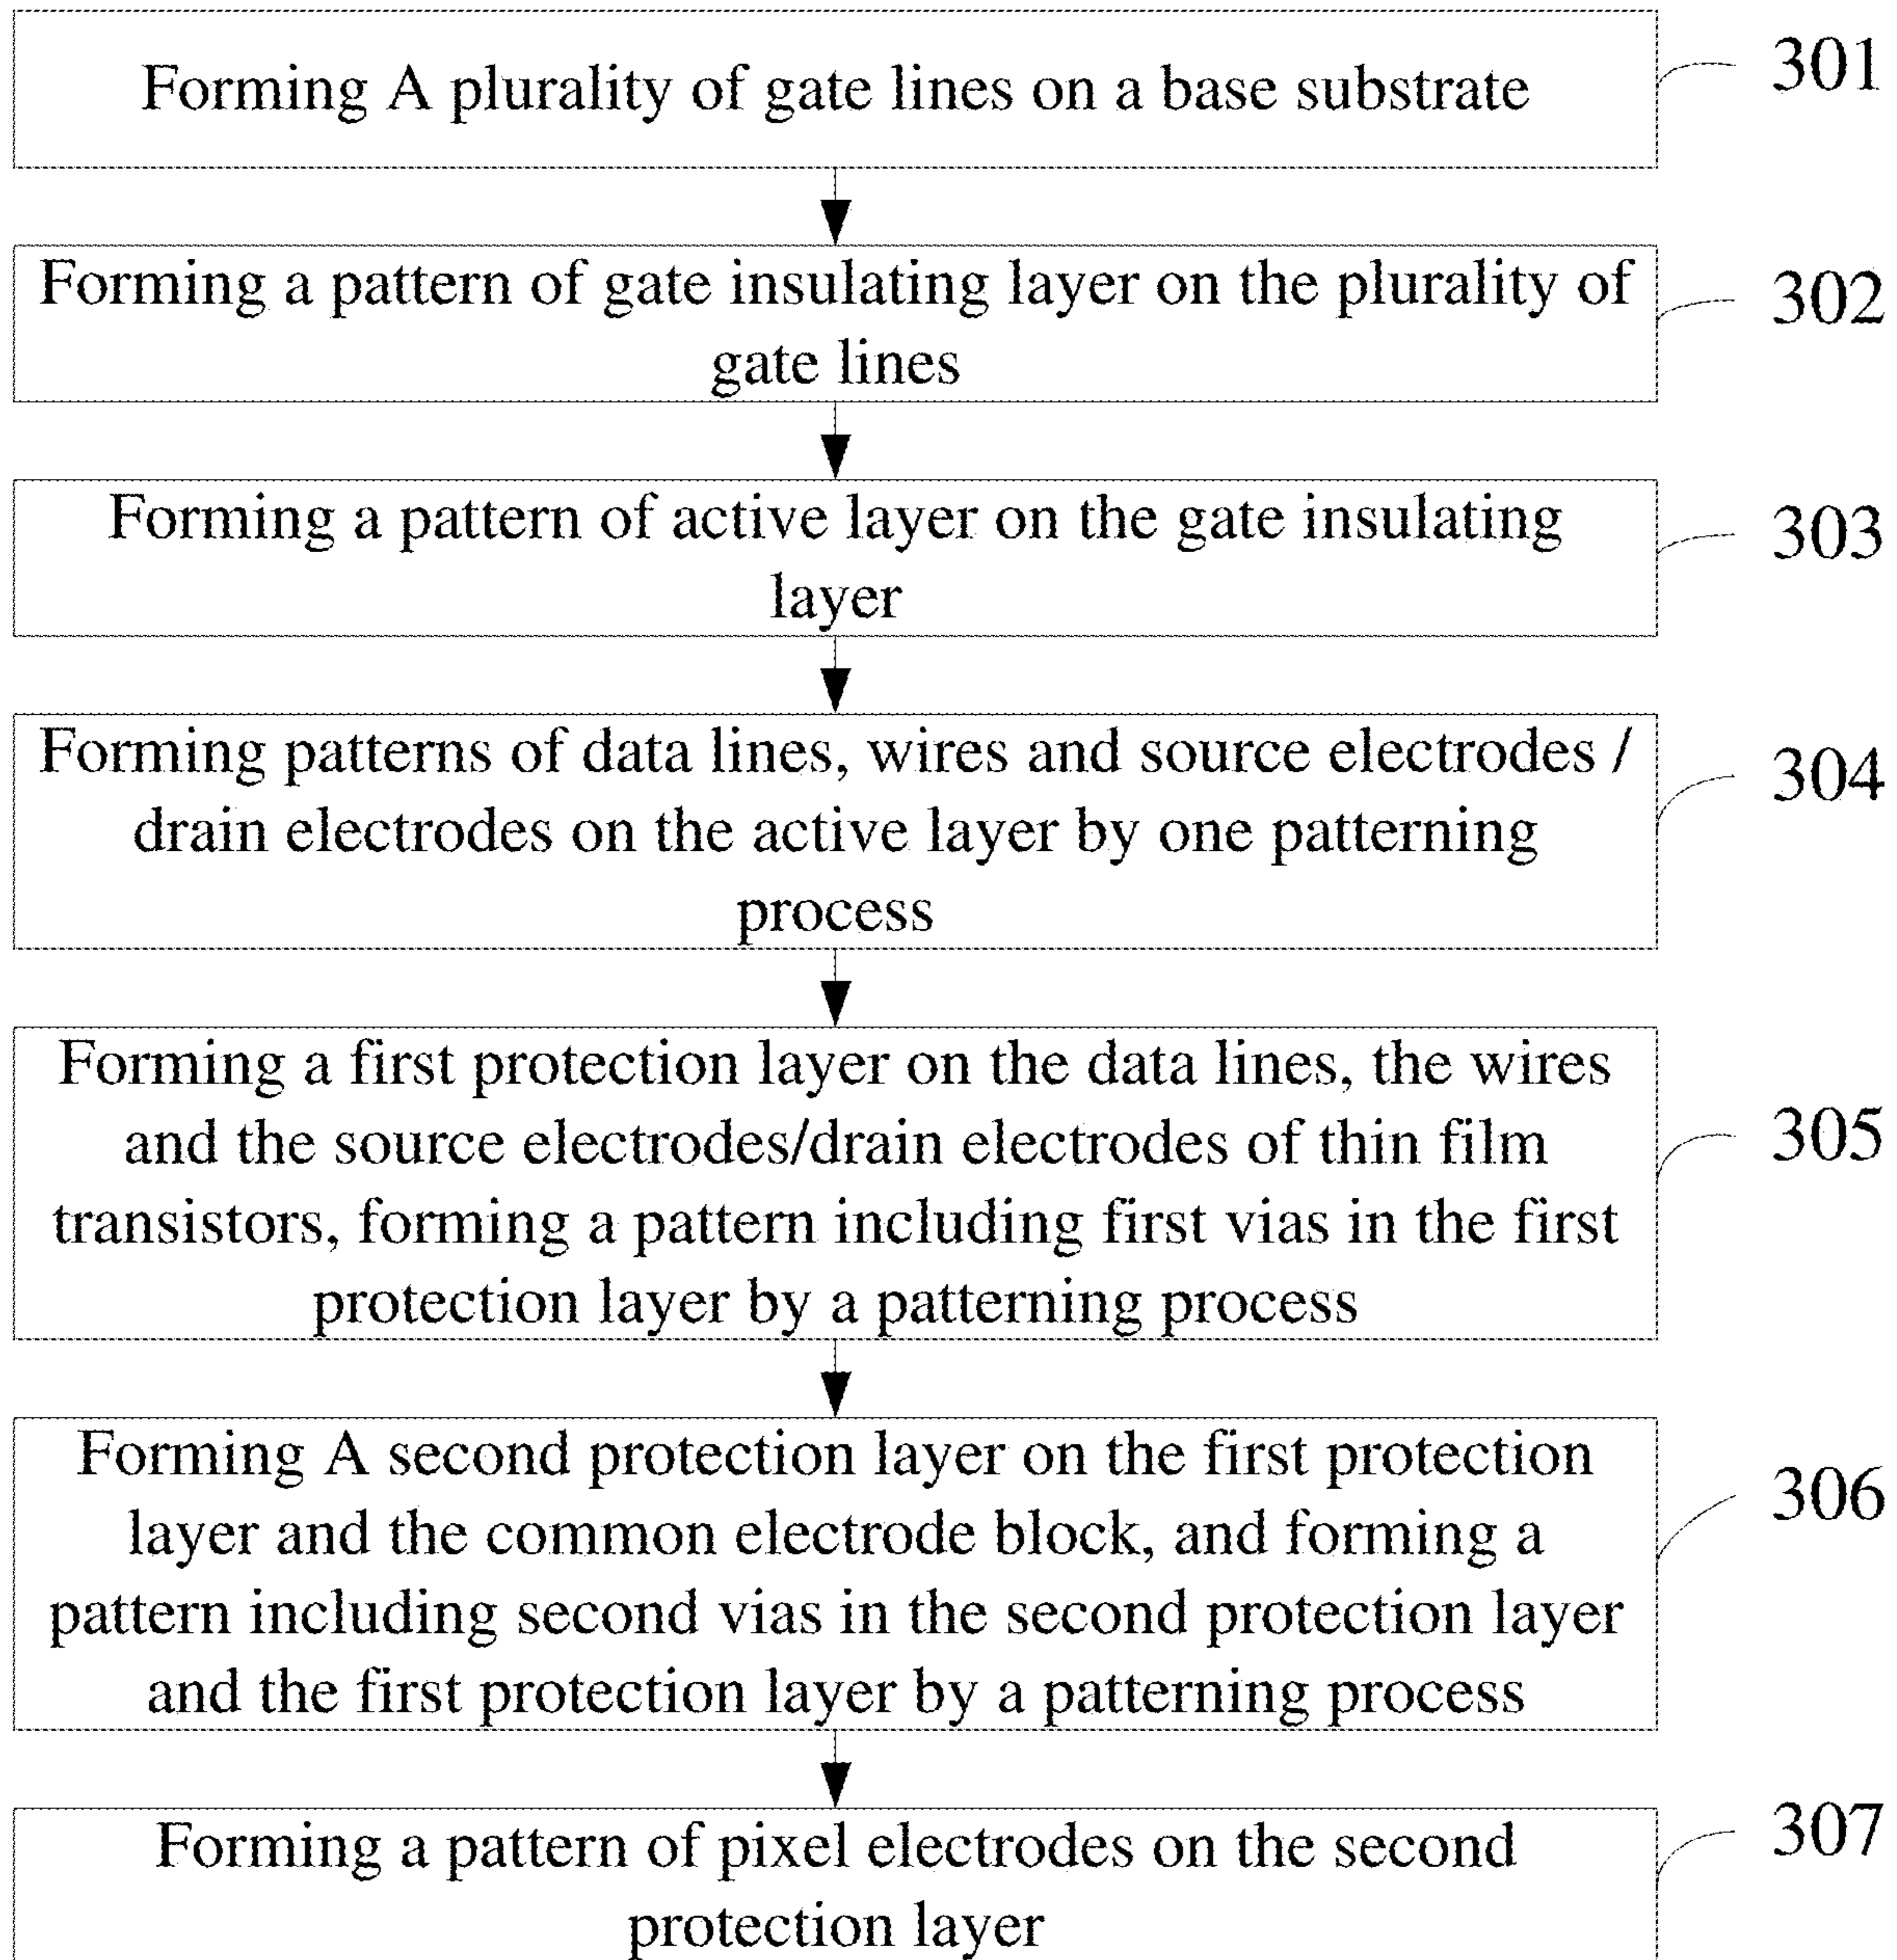 Forming A plurality of gate lines on a base substrate
301
Forming a pattern of gate insulating layer on the plurality of
gate lines
302
Forming a pattern of active layer on the gate insulating
layer
303
Forming patterns of data lines, wires and source electrodes /
drain electrodes on the active layer by one patterning
process
304
Forming a first protection layer on the data lines, the wires
and the source electrodes/drain electrodes of thin film
transistors, forming a pattern including first vias in the first
protection layer by a patterning process
305
Forming A second protection layer on the first protection
layer and the common electrode block, and forming a
pattern including second vias in the second protection layer
and the first protection layer by a patterning process
306
Forming a pattern of pixel electrodes on the second
protection layer
307